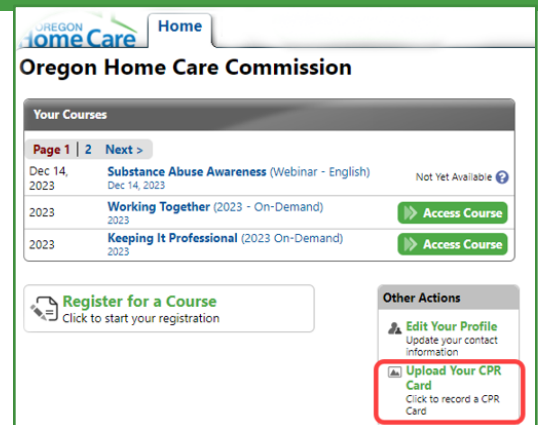 OREGON
Home Care
Home
Oregon Home Care Commission
Your Courses
Page 1 | 2 Next >
Dec 14, 2023
Substance Abuse Awareness (Webinar - English)
Dec 14, 2023
Not Yet Available ?
2023
Working Together (2023 - On-Demand)
2023
Access Course
2023
Keeping It Professional (2023 On-Demand)
2023
Access Course
Register for a Course
Click to start your registration
Other Actions
Edit Your Profile
Update your contact
information
Upload Your CPR
Card
Click to record a CPR
Card